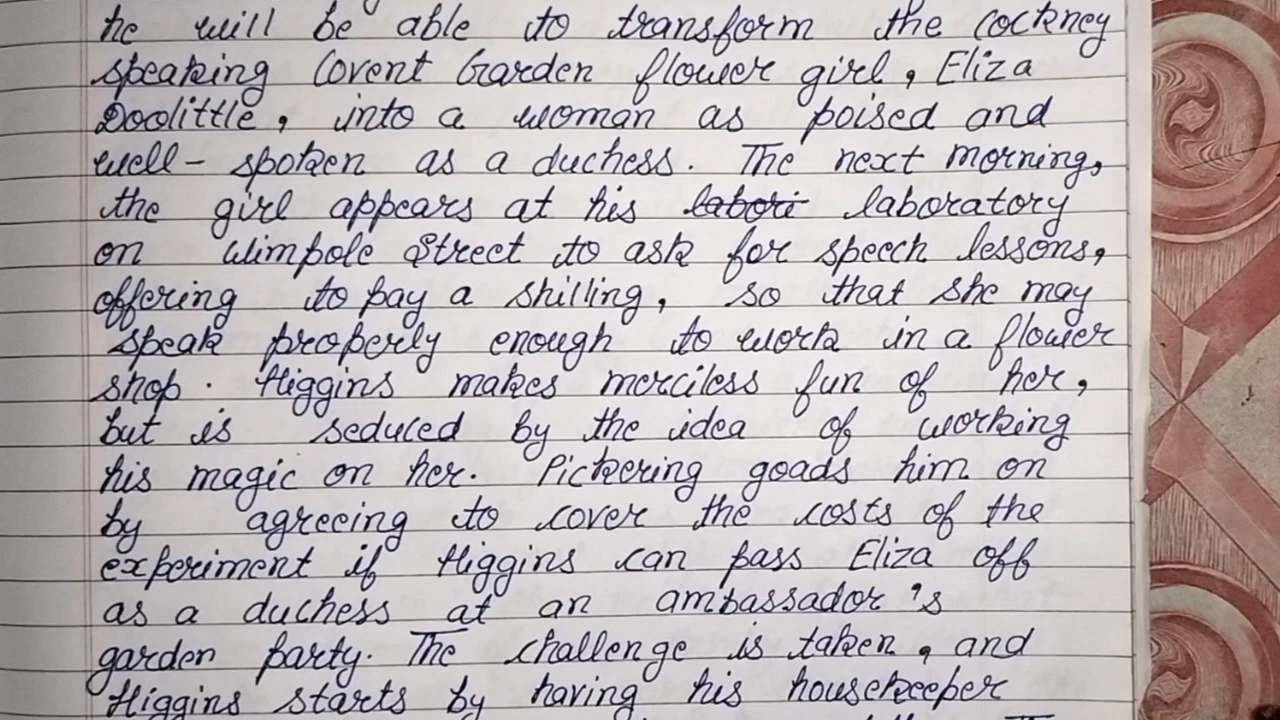 he will be able to transform the cockney
speaking Covent Garden flower girl, Eliza
Doolittle, into a woman as poised and
well-spoken as a duchess. The next morning,
the girl appears at his labori laboratory
on Wimpole Street to ask for speech lessons,
offering to pay a shilling, so that she may
speak properly enough to work in a flower
shop. Higgins makes merciless fun of her,
but is seduced by the idea of working
his magic on her. Pickering goads him on
by agreeing to cover the costs of the
experiment if Higgins can pass Eliza off
as a duchess at an ambassador's
garden party. The challenge is taken, and
Higgins starts by having his housekeeper